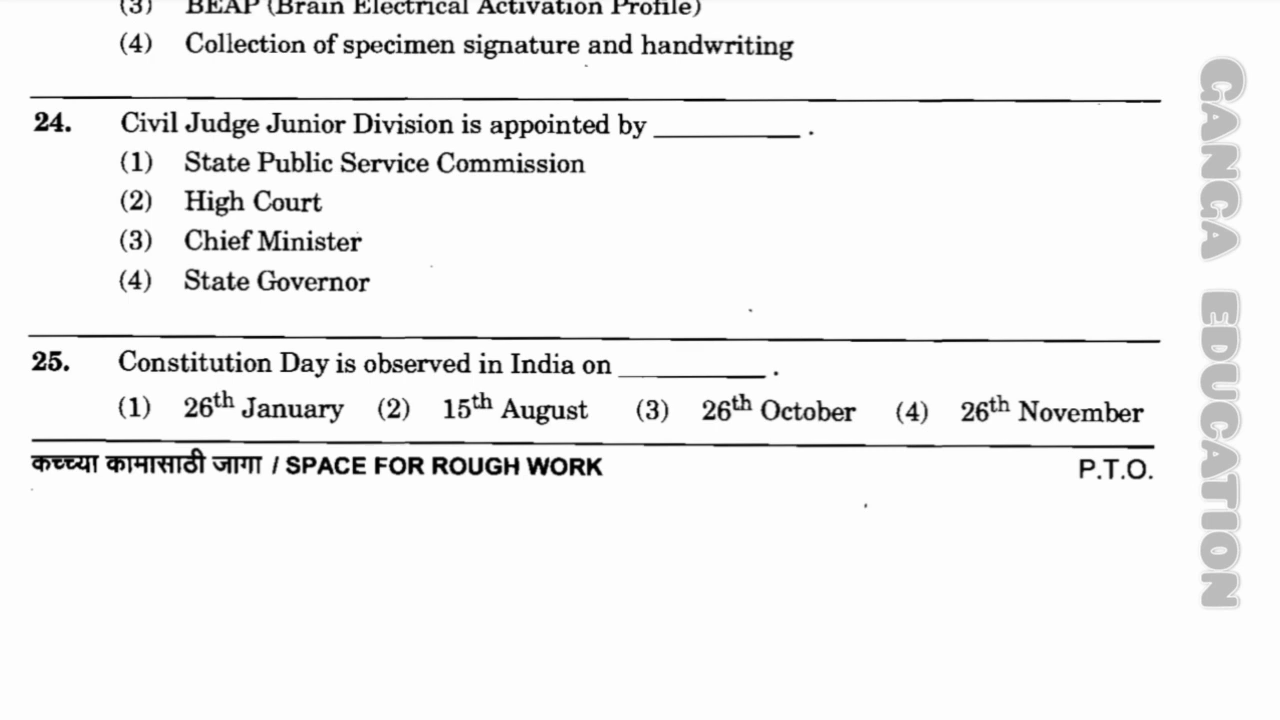 (3) BEAP (Brain Electrical Activation Profile)
(4) Collection of specimen signature and handwriting
24. Civil Judge Junior Division is appointed by __________ .
(1) State Public Service Commission
(2) High Court
(3) Chief Minister
(4) State Governor
25. Constitution Day is observed in India on __________ .
(1) 26th January (2) 15th August (3) 26th October (4) 26th November
कच्च्या कामासाठी जागा / SPACE FOR ROUGH WORK P.T.O.
GANGA EDUCATION